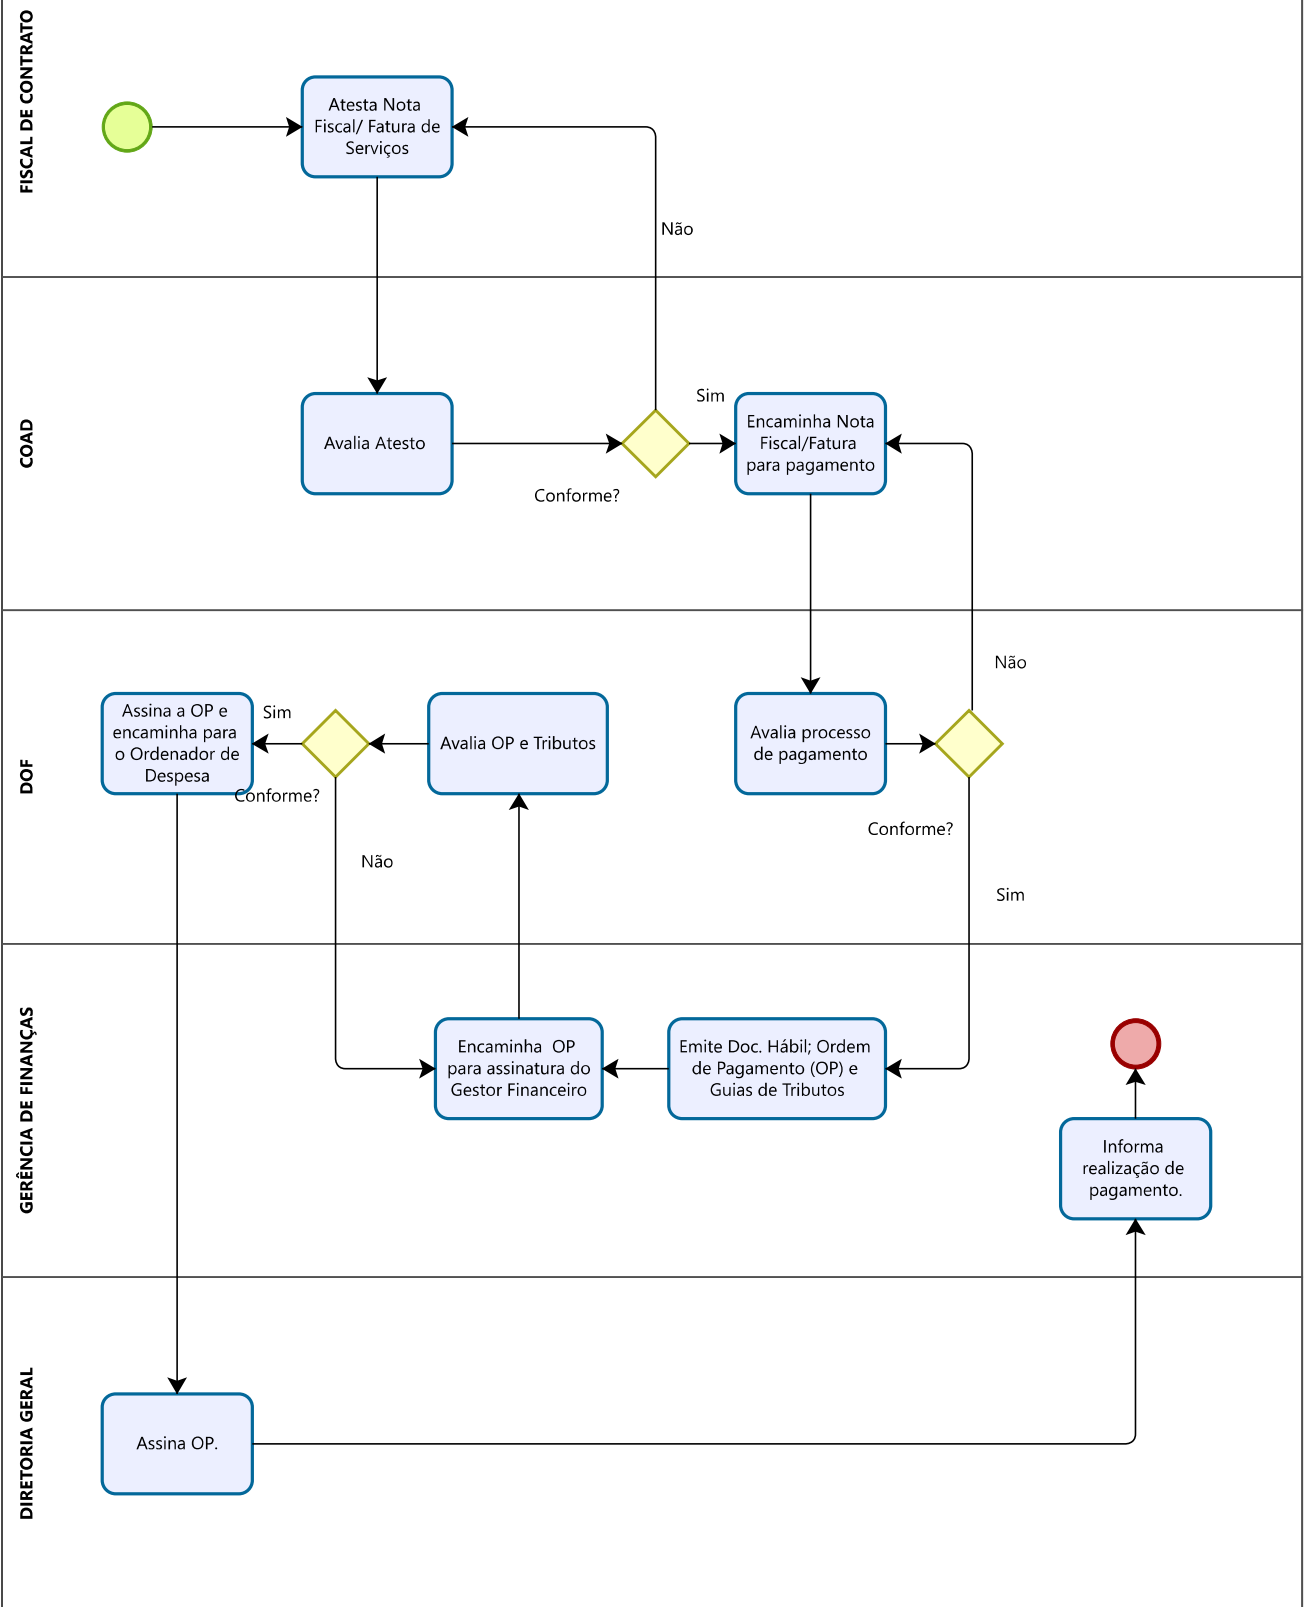 FISCAL DE CONTRATO
Atesta Nota
Fiscal/ Fatura de
Serviços
Não
COAD
Avalia Atesto
Conforme?
Sim
Encaminha Nota
Fiscal/Fatura
para pagamento
DOF
Assina a OP e
encaminha para
o Ordenador de
Despesa
Sim
Conforme?
Não
Avalia OP e Tributos
Avalia processo
de pagamento
Não
Conforme?
Sim
GERÊNCIA DE FINANÇAS
Encaminha OP
para assinatura do
Gestor Financeiro
Emite Doc. Hábil; Ordem
de Pagamento (OP) e
Guias de Tributos
Informa
realização de
pagamento.
DIRETORIA GERAL
Assina OP.